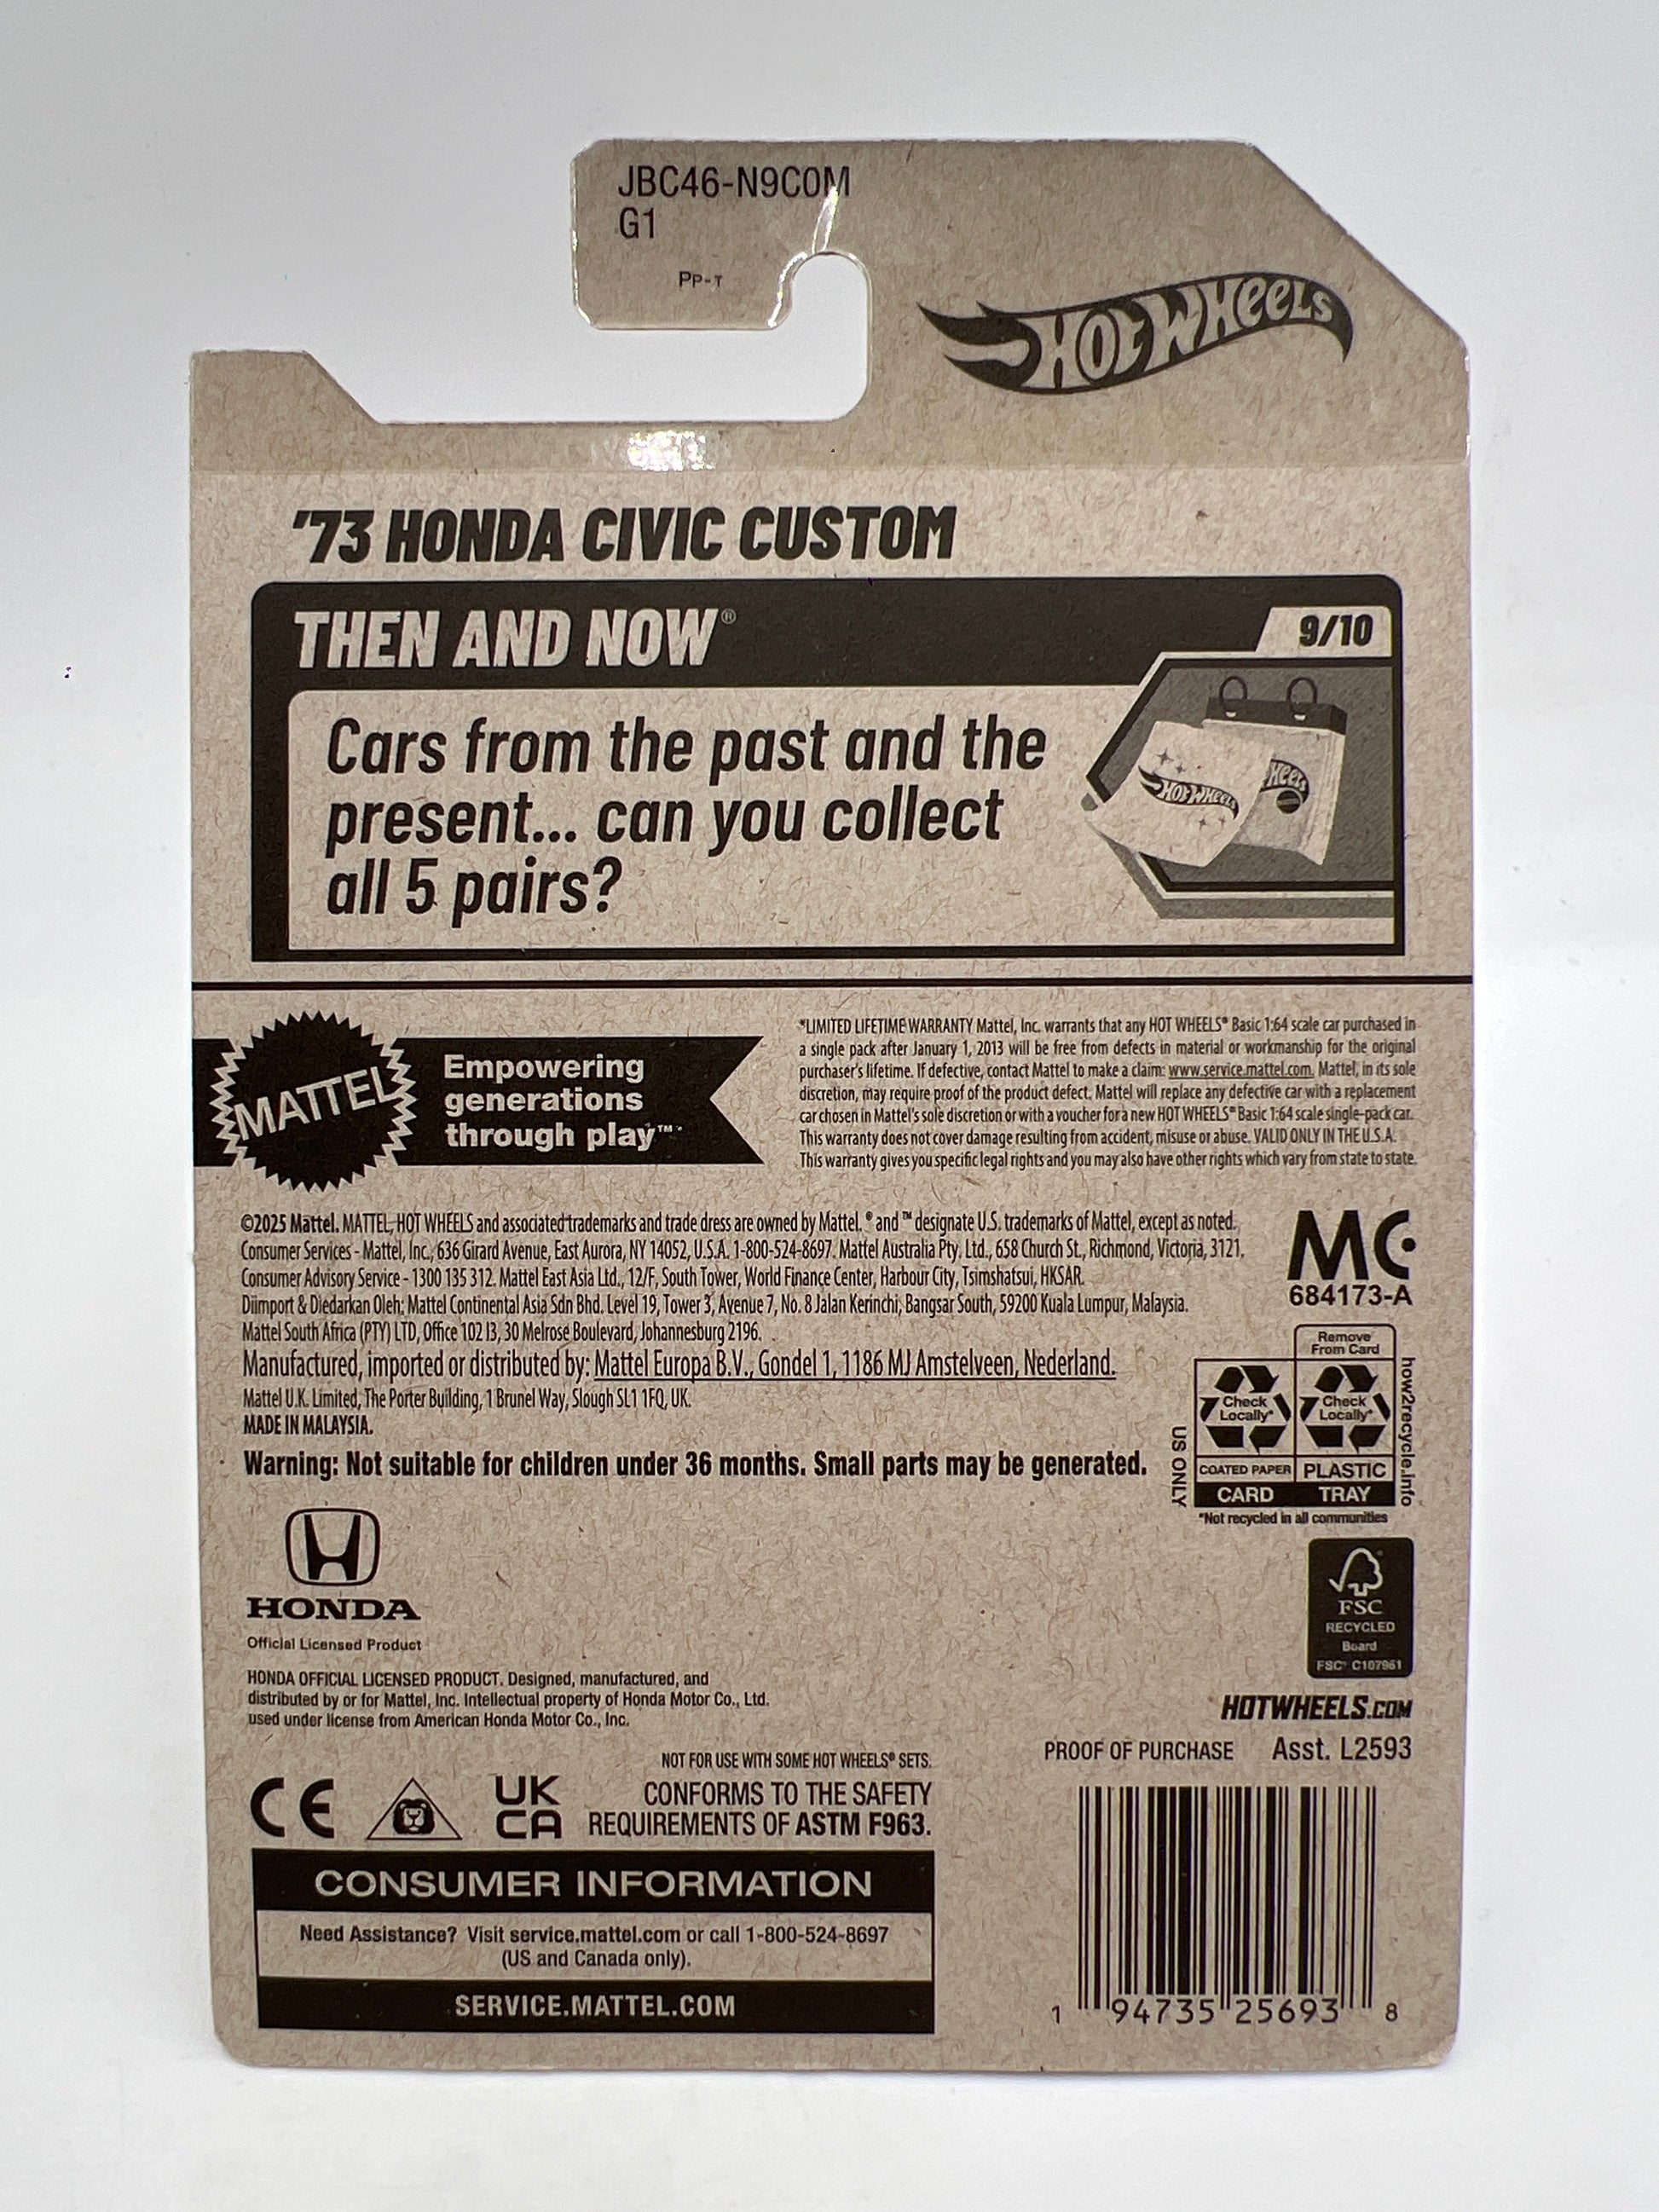 JBC46-N9C0M
G1
PP-T
HOT WHEELS
'73 HONDA CIVIC CUSTOM
THEN AND NOW®
9/10
Cars from the past and the
present... can you collect
all 5 pairs?
HOT WHEELS
WHEELS
MATTEL
Empowering
generations
through play™.
*LIMITED LIFETIME WARRANTY Mattel, Inc. warrants that any HOT WHEELS® Basic 1:64 scale car purchased in
a single pack after January 1, 2013 will be free from defects in material or workmanship for the original
purchaser's lifetime. If defective, contact Mattel to make a claim: www.service.mattel.com. Mattel, in its sole
discretion, may require proof of the product defect. Mattel will replace any defective car with a replacement
car chosen in Mattel's sole discretion or with a voucher for a new HOT WHEELS® Basic 1:64 scale single-pack car.
This warranty does not cover damage resulting from accident, misuse or abuse. VALID ONLY IN THE U.S.A.
This warranty gives you specific legal rights and you may also have other rights which vary from state to state.
©2025 Mattel. MATTEL, HOT WHEELS and associated trademarks and trade dress are owned by Mattel. ® and ™ designate U.S. trademarks of Mattel, except as noted.
Consumer Services - Mattel, Inc., 636 Girard Avenue, East Aurora, NY 14052, U.S.A. 1-800-524-8697. Mattel Australia Pty. Ltd., 658 Church St., Richmond, Victoria, 3121.
Consumer Advisory Service - 1300 135 312. Mattel East Asia Ltd., 12/F, South Tower, World Finance Center, Harbour City, Tsimshatsui, HKSAR.
Diimport & Diedarkan Oleh: Mattel Continental Asia Sdn Bhd. Level 19, Tower 3, Avenue 7, No. 8 Jalan Kerinchi, Bangsar South, 59200 Kuala Lumpur, Malaysia.
Mattel South Africa (PTY) LTD, Office 102 I3, 30 Melrose Boulevard, Johannesburg 2196.
Manufactured, imported or distributed by: Mattel Europa B.V., Gondel 1, 1186 MJ Amstelveen, Nederland.
Mattel U.K. Limited, The Porter Building, 1 Brunel Way, Slough SL1 1FQ, UK.
MADE IN MALAYSIA.
Warning: Not suitable for children under 36 months. Small parts may be generated.
MC
684173-A
Remove
From Card
Check
Locally*
Check
Locally*
COATED PAPER
PLASTIC
CARD
TRAY
US ONLY
how2recycle.info
*Not recycled in all communities
HONDA
Official Licensed Product
HONDA OFFICIAL LICENSED PRODUCT. Designed, manufactured, and
distributed by or for Mattel, Inc. Intellectual property of Honda Motor Co., Ltd.
used under license from American Honda Motor Co., Inc.
FSC
RECYCLED
Board
FSC® C107961
HOTWHEELS.COM
PROOF OF PURCHASE Asst. L2593
NOT FOR USE WITH SOME HOT WHEELS® SETS.
CE
UK
CA
CONFORMS TO THE SAFETY
REQUIREMENTS OF ASTM F963.
CONSUMER INFORMATION
Need Assistance? Visit service.mattel.com or call 1-800-524-8697
(US and Canada only).
SERVICE.MATTEL.COM
1 94735 25693 8